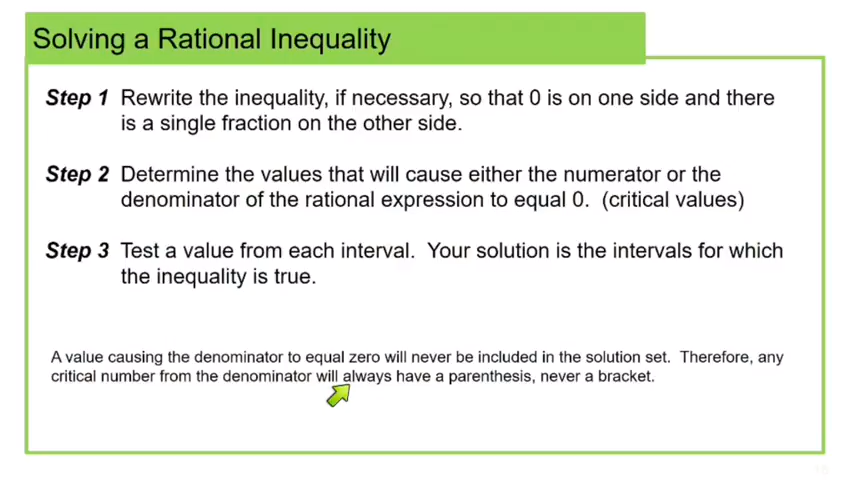 Solving a Rational Inequality
Step 1 Rewrite the inequality, if necessary, so that 0 is on one side and there
is a single fraction on the other side.
Step 2 Determine the values that will cause either the numerator or the
denominator of the rational expression to equal 0. (critical values)
Step 3 Test a value from each interval. Your solution is the intervals for which
the inequality is true.
A value causing the denominator to equal zero will never be included in the solution set. Therefore, any
critical number from the denominator will always have a parenthesis, never a bracket.